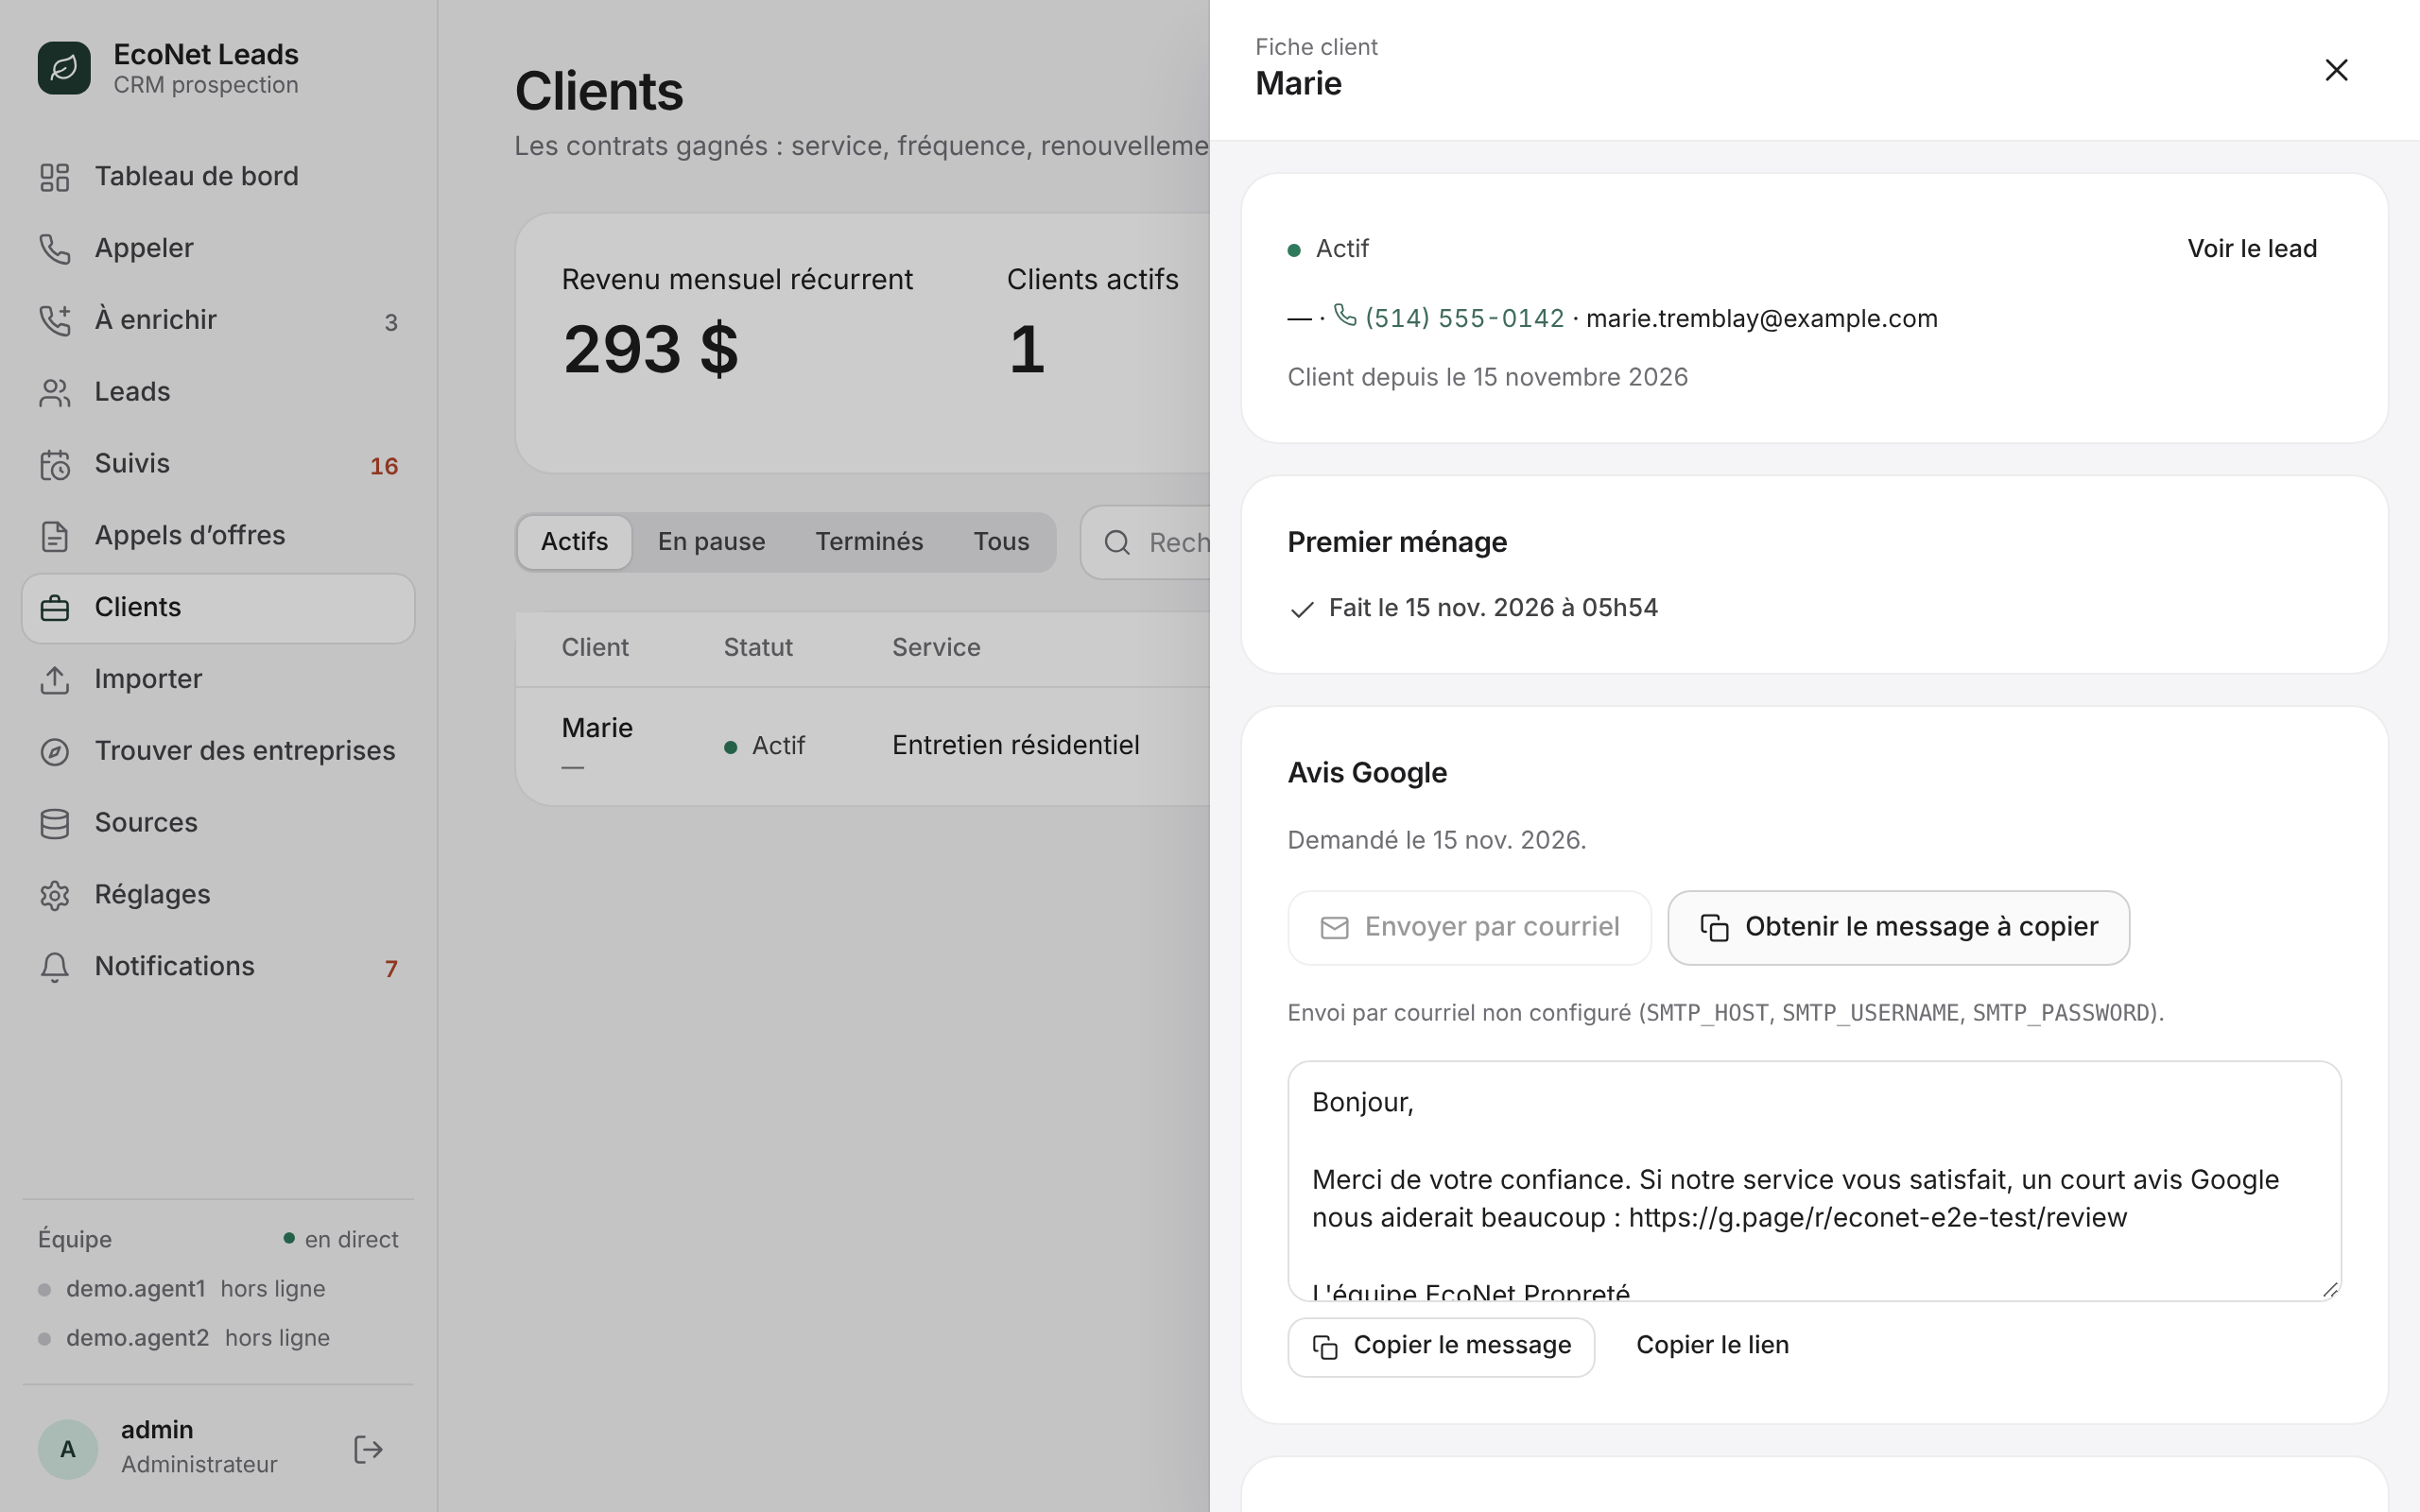 EcoNet Leads
CRM prospection
Tableau de bord
Appeler
À enrichir 3
Leads
Suivis 16
Appels d’offres
Clients
Importer
Trouver des entreprises
Sources
Réglages
Notifications 7
Équipe en direct
demo.agent1 hors ligne
demo.agent2 hors ligne
A
admin
Administrateur
Clients
Les contrats gagnés : service, fréquence,
Revenu mensuel récurrent
293 $
Clients actifs
1
Actifs En pause Terminés Tous
Client Statut Service
Marie
—
Actif
Entretien résidentiel
Fiche client
Marie
Actif
Voir le lead
— · (514) 555-0142 · marie.tremblay@example.com
Client depuis le 15 novembre 2026
Premier ménage
Fait le 15 nov. 2026 à 05h54
Avis Google
Demandé le 15 nov. 2026.
Envoyer par courriel
Obtenir le message à copier
Envoi par courriel non configuré (SMTP_HOST, SMTP_USERNAME, SMTP_PASSWORD).
Bonjour,
Merci de votre confiance. Si notre service vous satisfait, un court avis Google
nous aiderait beaucoup : https://g.page/r/econet-e2e-test/review
L'équipe EcoNet Propreté
Copier le message
Copier le lien